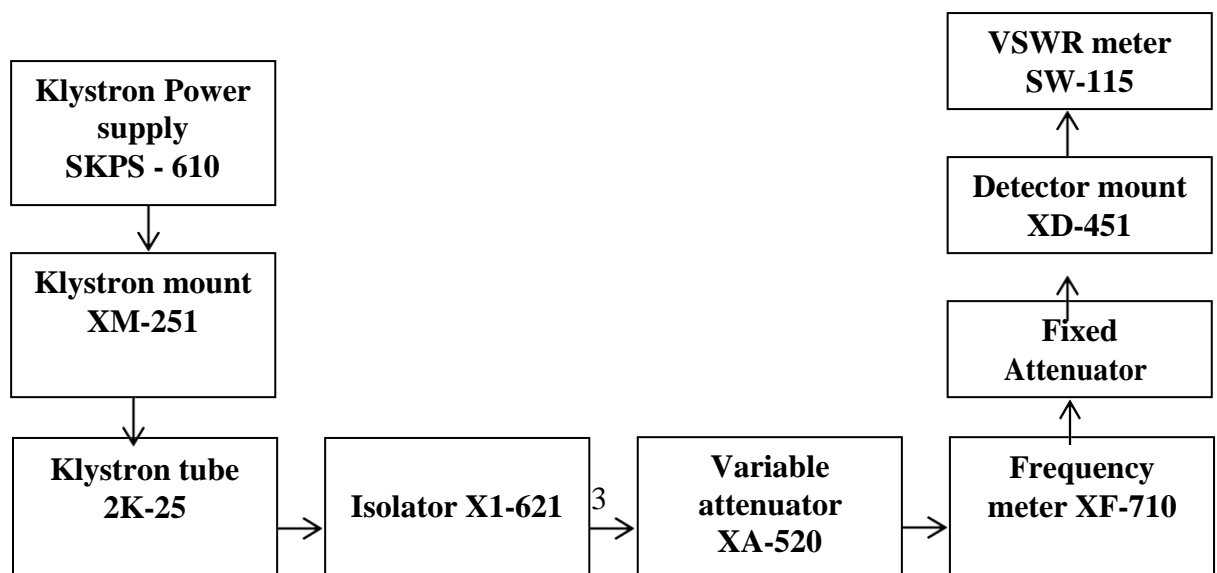 Klystron Power
supply
SKPS - 610
Klystron mount
XM-251
Klystron tube
2K-25
Isolator X1-621
3
Variable
attenuator
XA-520
Frequency
meter XF-710
Fixed
Attenuator
Detector mount
XD-451
VSWR meter
SW-115